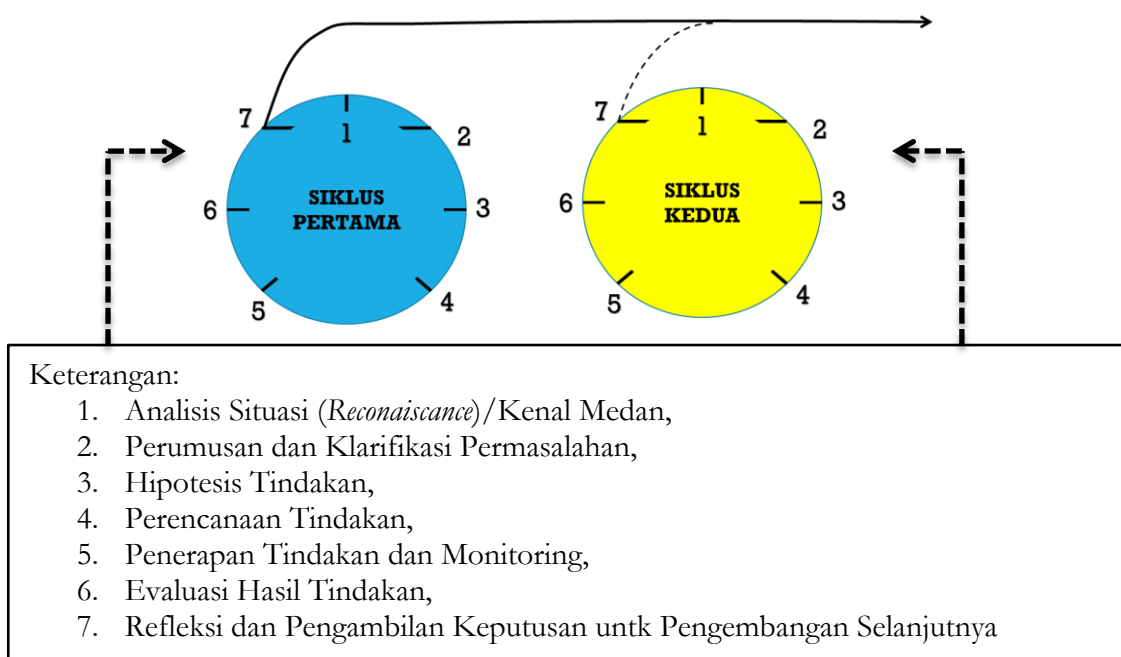 7
1
2
7
1
2
6
SIKLUS
PERTAMA
3
6
SIKLUS
KEDUA
3
5
4
5
4
Keterangan:
1. Analisis Situasi (Reconaiscance)/Kenal Medan,
2. Perumusan dan Klarifikasi Permasalahan,
3. Hipotesis Tindakan,
4. Perencanaan Tindakan,
5. Penerapan Tindakan dan Monitoring,
6. Evaluasi Hasil Tindakan,
7. Refleksi dan Pengambilan Keputusan untk Pengembangan Selanjutnya